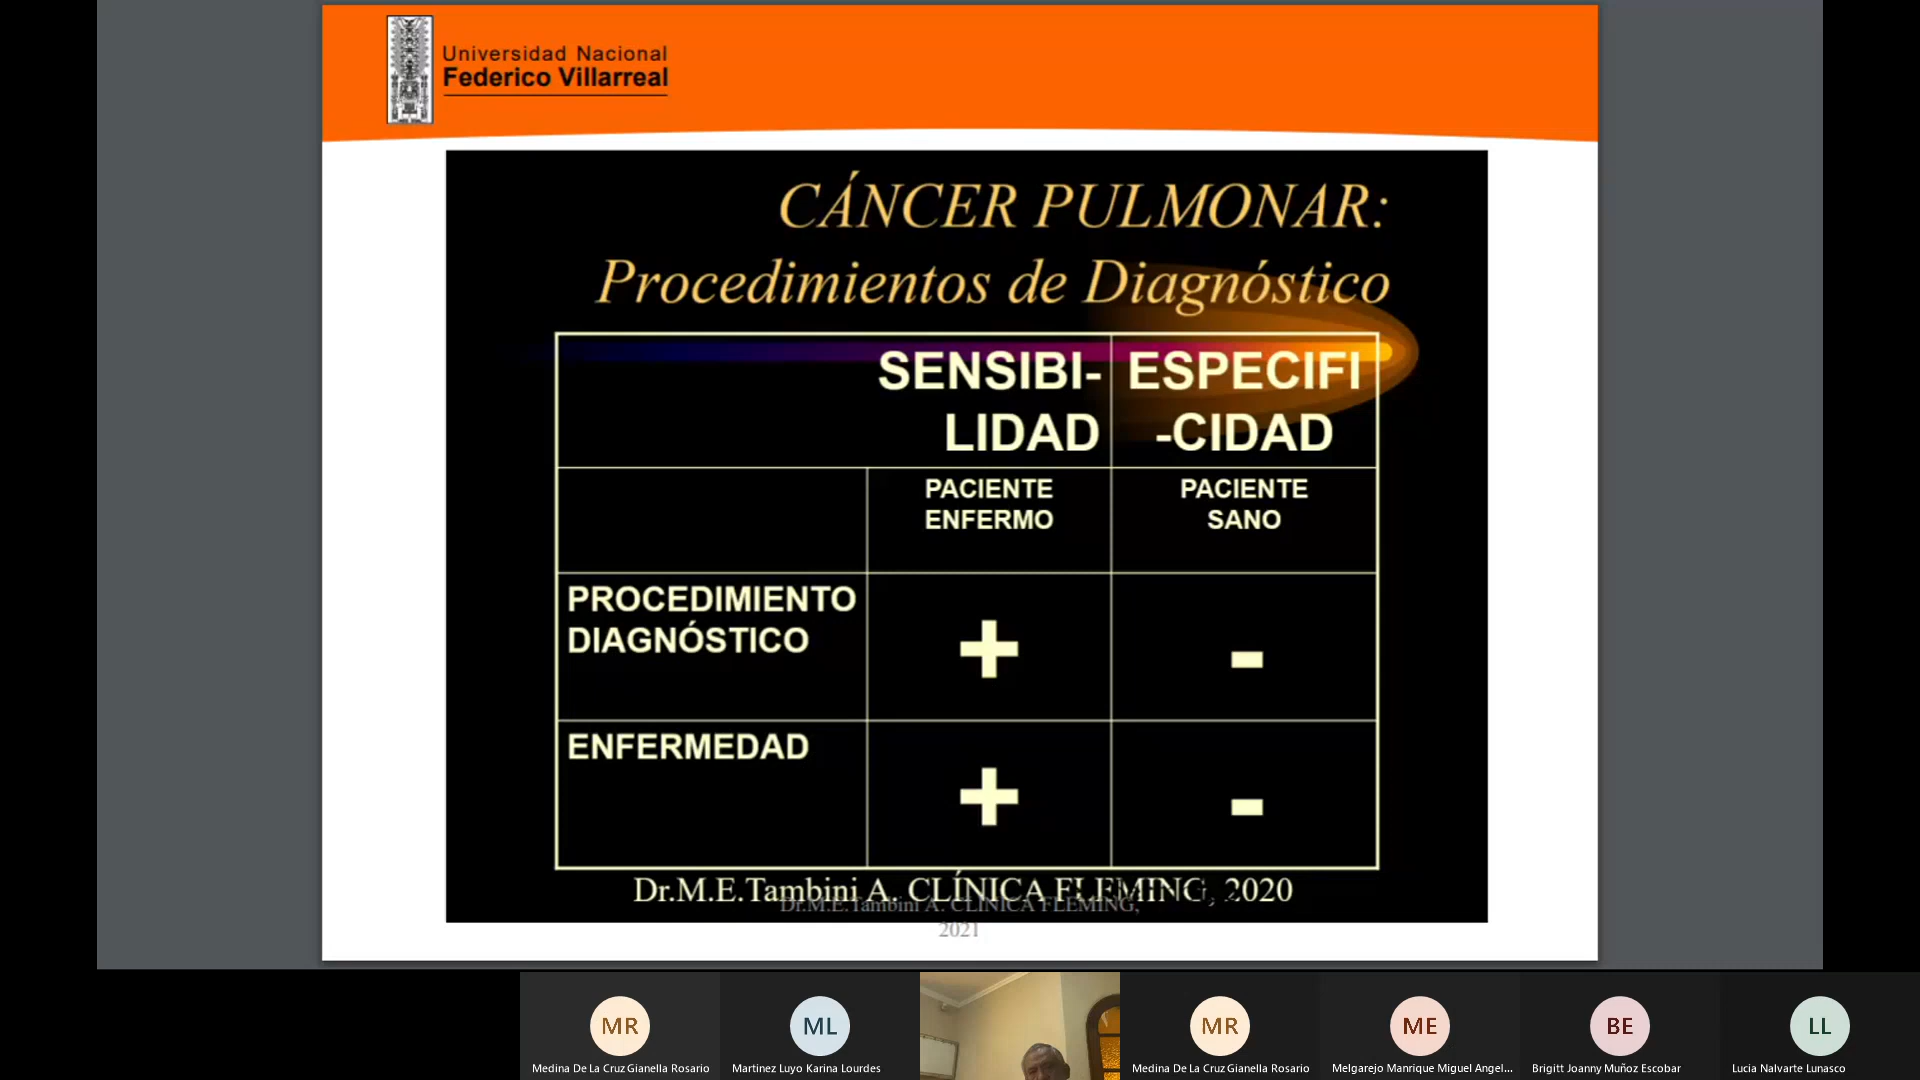 Universidad Nacional
Federico Villarreal
CÁNCER PULMONAR:
Procedimientos de Diagnóstico
SENSIBI-
LIDAD
ESPECIFI
-CIDAD
PACIENTE
ENFERMO
PACIENTE
SANO
PROCEDIMIENTO
DIAGNÓSTICO
+
-
ENFERMEDAD
+
-
Dr.M.E.Tambini A. CLÍNICA FLEMING, 2020
Dr.M.E.Tambini A. CLÍNICA FLEMING,
2021
MR
Medina De La Cruz Gianella Rosario
ML
Martinez Luyo Karina Lourdes
MR
Medina De La Cruz Gianella Rosario
ME
Melgarejo Manrique Miguel Angel...
BE
Brigitt Joanny Muñoz Escobar
LL
Lucia Nalvarte Lunasco